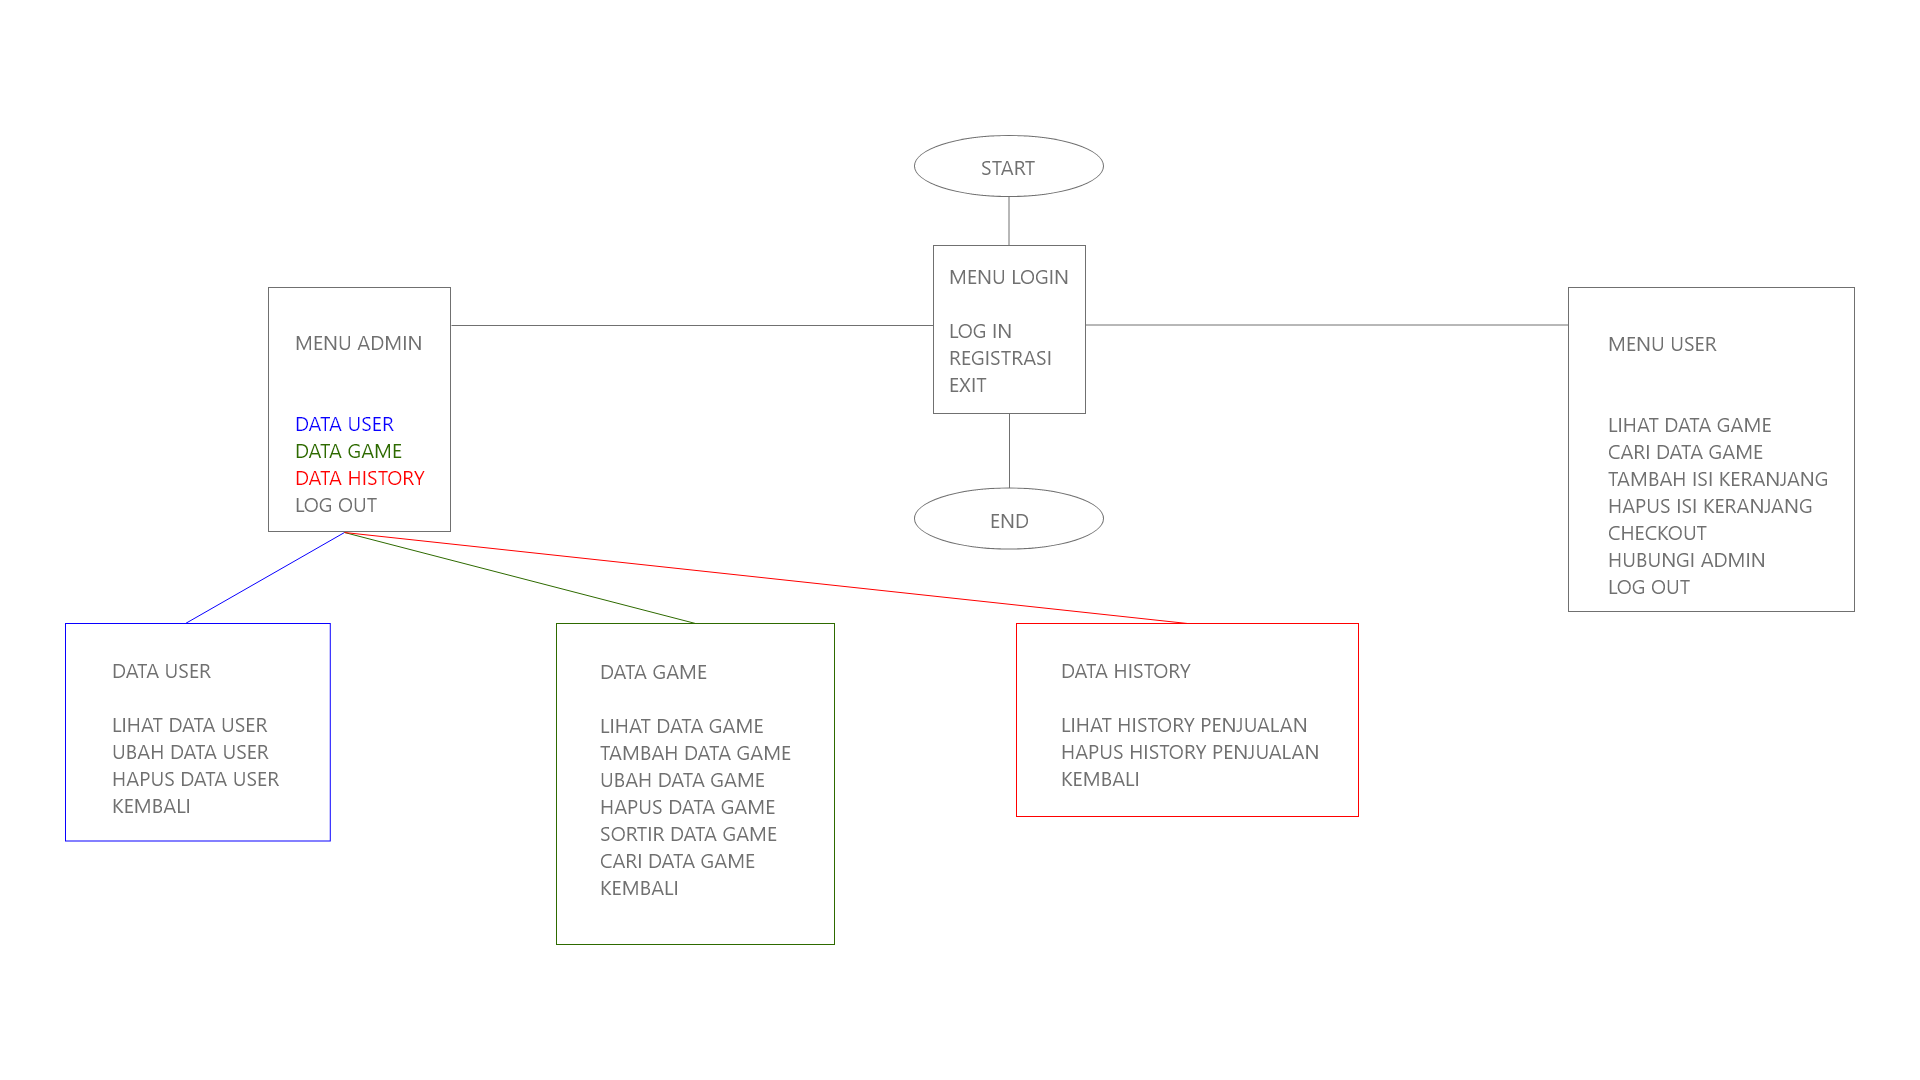 START
MENU LOGIN
LOG IN
REGISTRASI
EXIT
END
MENU ADMIN
DATA USER
DATA GAME
DATA HISTORY
LOG OUT
MENU USER
LIHAT DATA GAME
CARI DATA GAME
TAMBAH ISI KERANJANG
HAPUS ISI KERANJANG
CHECKOUT
HUBUNGI ADMIN
LOG OUT
DATA USER
LIHAT DATA USER
UBAH DATA USER
HAPUS DATA USER
KEMBALI
DATA GAME
LIHAT DATA GAME
TAMBAH DATA GAME
UBAH DATA GAME
HAPUS DATA GAME
SORTIR DATA GAME
CARI DATA GAME
KEMBALI
DATA HISTORY
LIHAT HISTORY PENJUALAN
HAPUS HISTORY PENJUALAN
KEMBALI